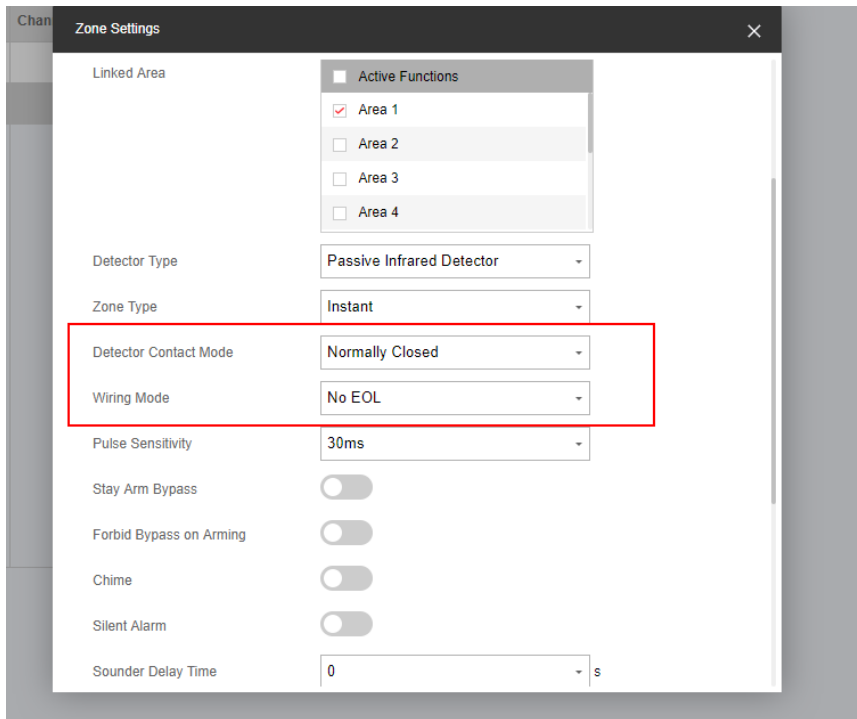 Chan
Zone Settings
Linked Area
Active Functions
Area 1
Area 2
Area 3
Area 4
Detector Type Passive Infrared Detector
Zone Type Instant
Detector Contact Mode Normally Closed
Wiring Mode No EOL
Pulse Sensitivity 30ms
Stay Arm Bypass
Forbid Bypass on Arming
Chime
Silent Alarm
Sounder Delay Time 0 s